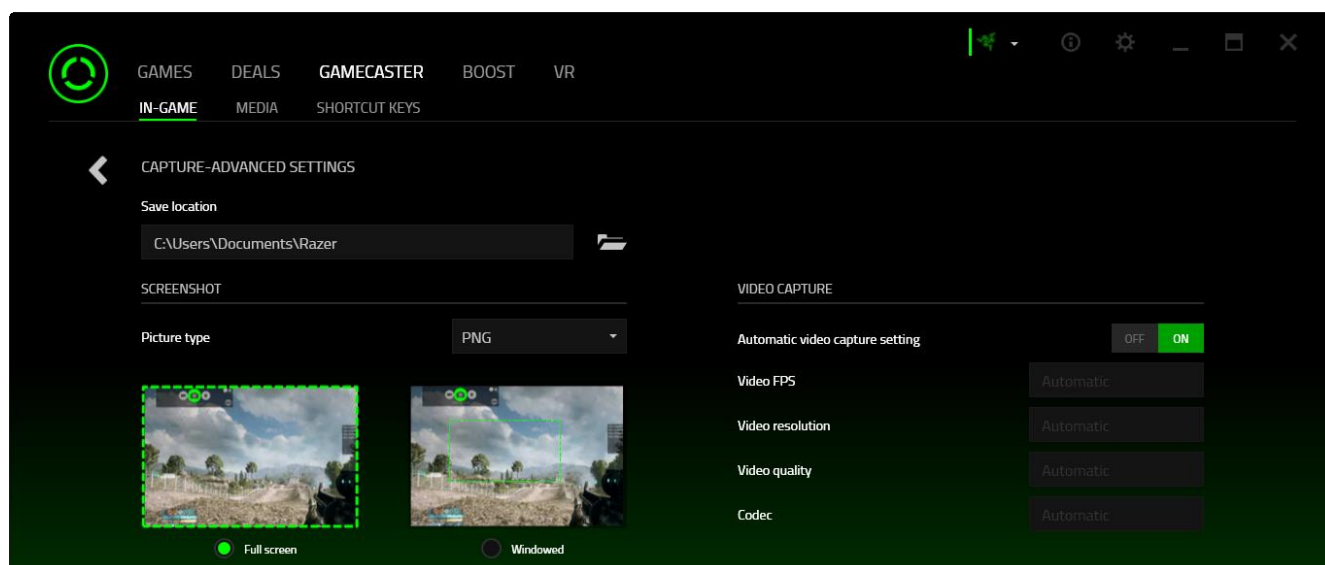 GAMES DEALS GAMECASTER BOOST VR
IN-GAME MEDIA SHORTCUT KEYS
CAPTURE-ADVANCED SETTINGS
Save location
C:\Users\Documents\Razer
SCREENSHOT
Picture type PNG
Full screen Windowed
VIDEO CAPTURE
Automatic video capture setting OFF ON
Video FPS Automatic
Video resolution Automatic
Video quality Automatic
Codec Automatic